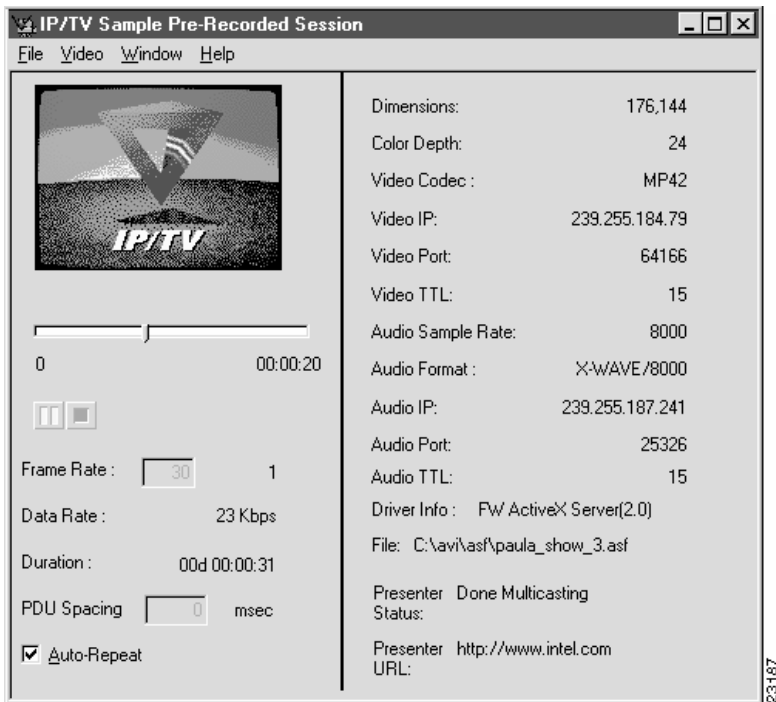 IP/TV Sample Pre-Recorded Session
File Video Window Help
IP/TV
0 00:00:20
Frame Rate : 30 1
Data Rate : 23 Kbps
Duration : 00d 00:00:31
PDU Spacing 0 msec
Auto-Repeat
Dimensions: 176,144
Color Depth: 24
Video Codec : MP42
Video IP: 239.255.184.79
Video Port: 64166
Video TTL: 15
Audio Sample Rate: 8000
Audio Format : X-WAVE/8000
Audio IP: 239.255.187.241
Audio Port: 25326
Audio TTL: 15
Driver Info : FW ActiveX Server(2.0)
File: C:\avi\asf\paula_show_3.asf
Presenter Done Multicasting
Status:
Presenter http://www.intel.com
URL:
23187